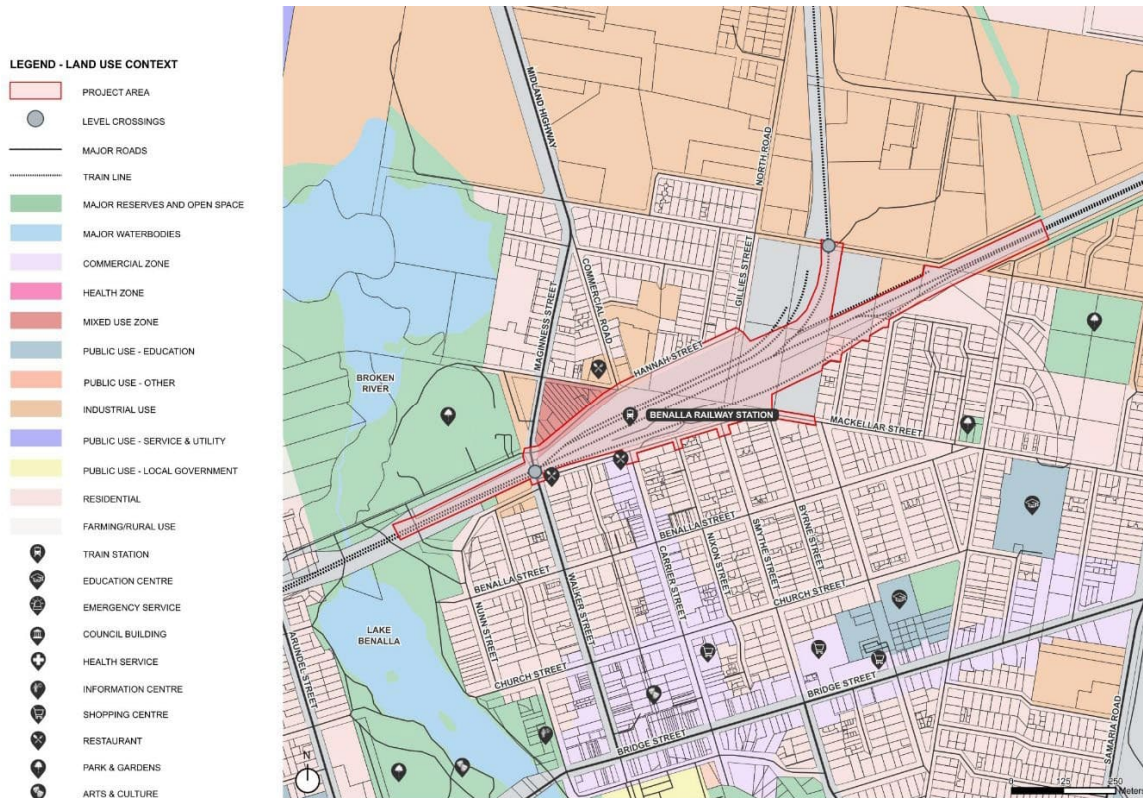 LEGEND - LAND USE CONTEXT
PROJECT AREA
LEVEL CROSSINGS
MAJOR ROADS
TRAIN LINE
MAJOR RESERVES AND OPEN SPACE
MAJOR WATERBODIES
COMMERCIAL ZONE
HEALTH ZONE
MIXED USE ZONE
PUBLIC USE - EDUCATION
PUBLIC USE - OTHER
INDUSTRIAL USE
PUBLIC USE - SERVICE & UTILITY
PUBLIC USE - LOCAL GOVERNMENT
RESIDENTIAL
FARMING/RURAL USE
TRAIN STATION
EDUCATION CENTRE
EMERGENCY SERVICE
COUNCIL BUILDING
HEALTH SERVICE
INFORMATION CENTRE
SHOPPING CENTRE
RESTAURANT
PARK & GARDENS
ARTS & CULTURE
MIDLAND HIGHWAY
NORTH ROAD
GILLIES STREET
COMMERCIAL ROAD
MAGINNESS STREET
HANNAH STREET
BROKEN
RIVER
BENALLA RAILWAY STATION
MACKELLAR STREET
BENALLA STREET
SMYTHE STREET
BYRNE STREET
NIXON STREET
CARRIER STREET
BENALLA STREET
WALKER STREET
NUNN STREET
CHURCH STREET
LAKE
BENALLA
ARUNDEL STREET
CHURCH STREET
BRIDGE STREET
BRIDGE STREET
SAMARIA ROAD
N
0 125 250
Meters